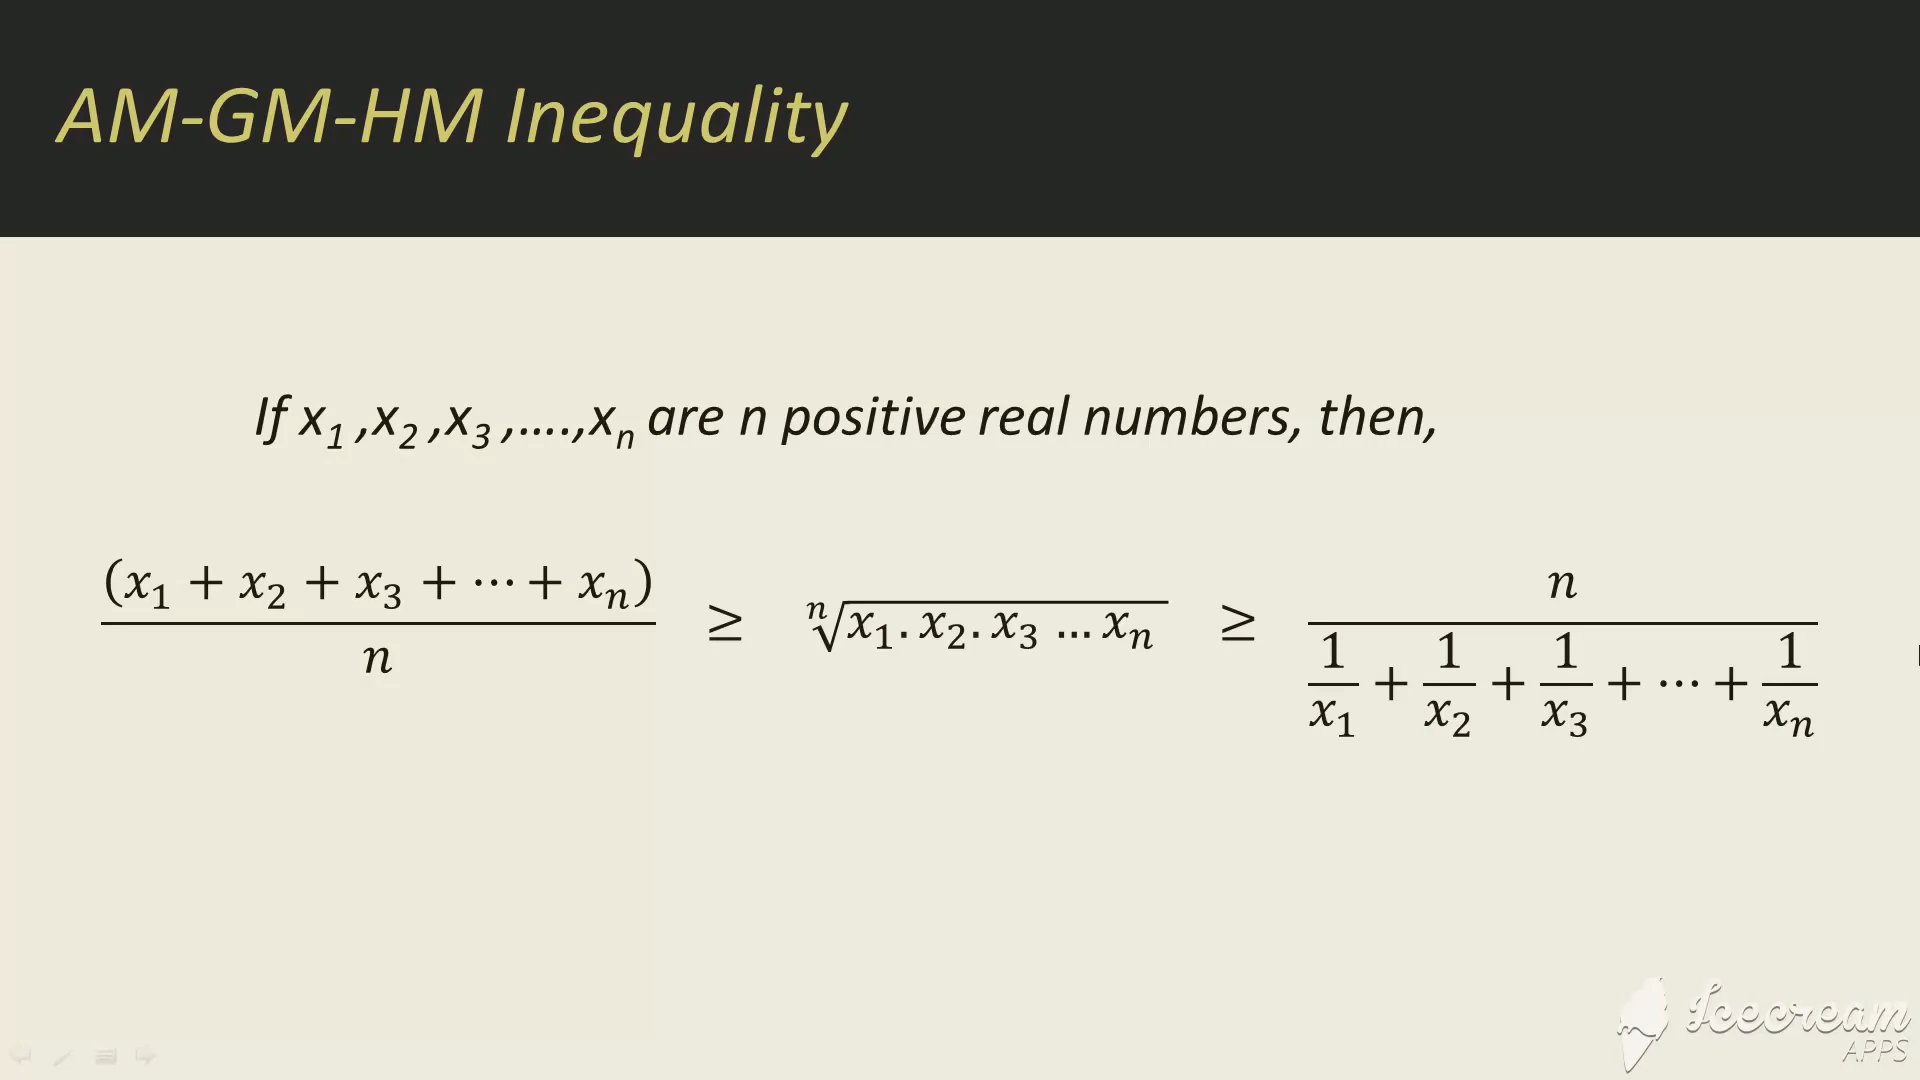 AM-GM-HM Inequality
If x₁ ,x₂ ,x₃ ,....,xₙ are n positive real numbers, then,
(x₁ + x₂ + x₃ + ⋯ + xₙ) / n ≥ ⁿ√(x₁. x₂. x₃ … xₙ) ≥ n / (1/x₁ + 1/x₂ + 1/x₃ + ⋯ + 1/xₙ)
Icecream
APPS